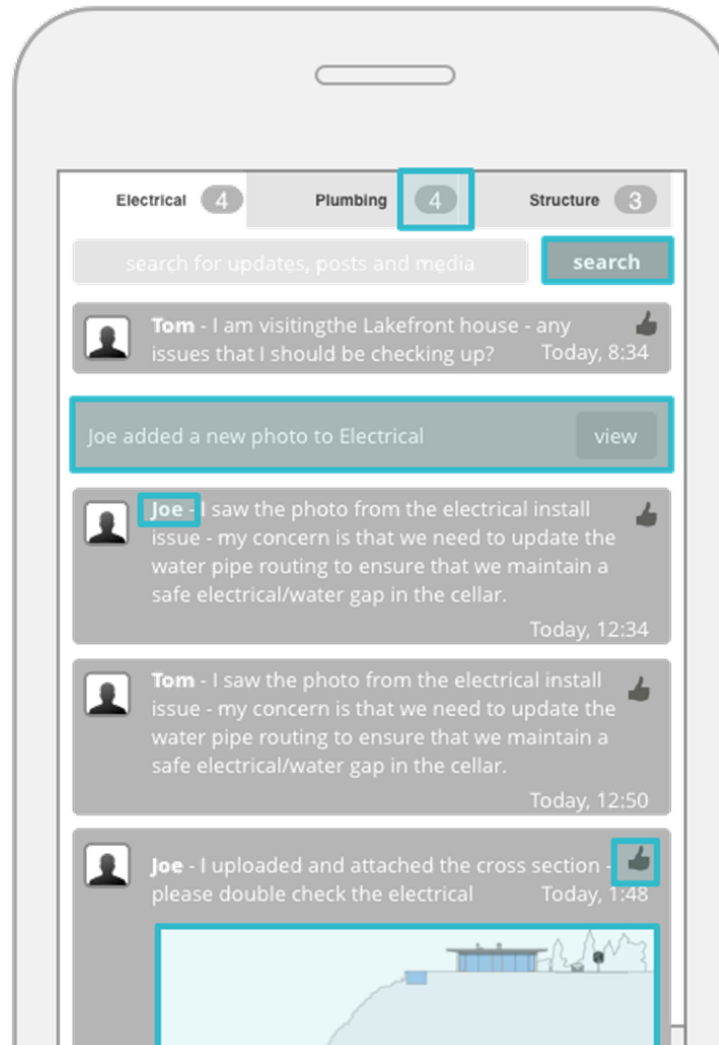 Electrical 4 Plumbing 4 Structure 3
search for updates, posts and media search
Tom - I am visitingthe Lakefront house - any
issues that I should be checking up? Today, 8:34
Joe added a new photo to Electrical view
Joe - I saw the photo from the electrical install
issue - my concern is that we need to update the
water pipe routing to ensure that we maintain a
safe electrical/water gap in the cellar.
Today, 12:34
Tom - I saw the photo from the electrical install
issue - my concern is that we need to update the
water pipe routing to ensure that we maintain a
safe electrical/water gap in the cellar.
Today, 12:50
Joe - I uploaded and attached the cross section -
please double check the electrical Today, 1:48